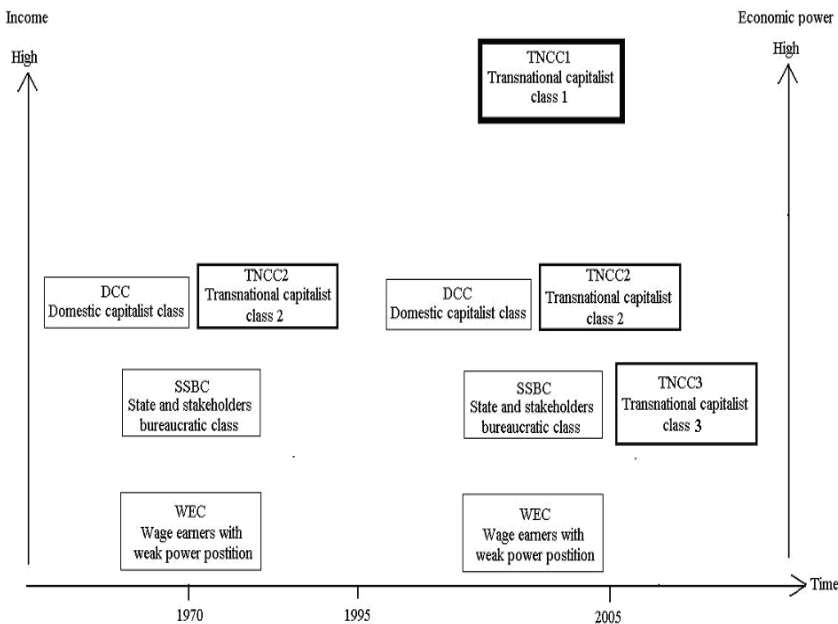 Income
Economic power
High
High
TNCC1
Transnational capitalist
class 1
DCC
Domestic capitalist class
TNCC2
Transnational capitalist
class 2
DCC
Domestic capitalist class
TNCC2
Transnational capitalist
class 2
SSBC
State and stakeholders
bureaucratic class
SSBC
State and stakeholders
bureaucratic class
TNCC3
Transnational capitalist
class 3
WEC
Wage earners with
weak power postition
WEC
Wage earners with
weak power postition
Time
1970
1995
2005